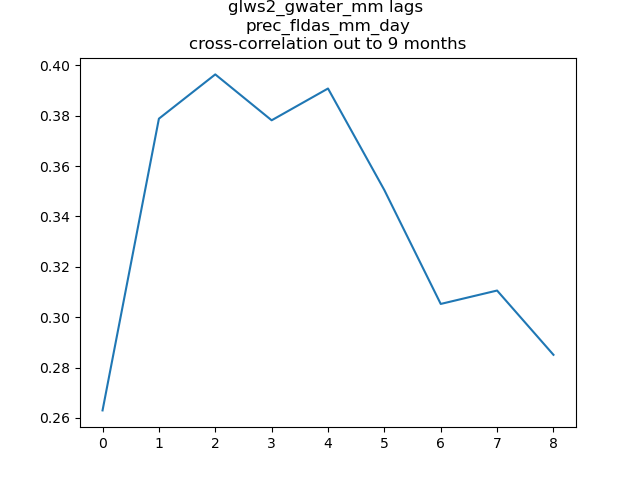 glws2_gwater_mm lags
prec_fldas_mm_day
cross-correlation out to 9 months
0.40
0.38
0.36
0.34
0.32
0.30
0.28
0.26
0 1 2 3 4 5 6 7 8